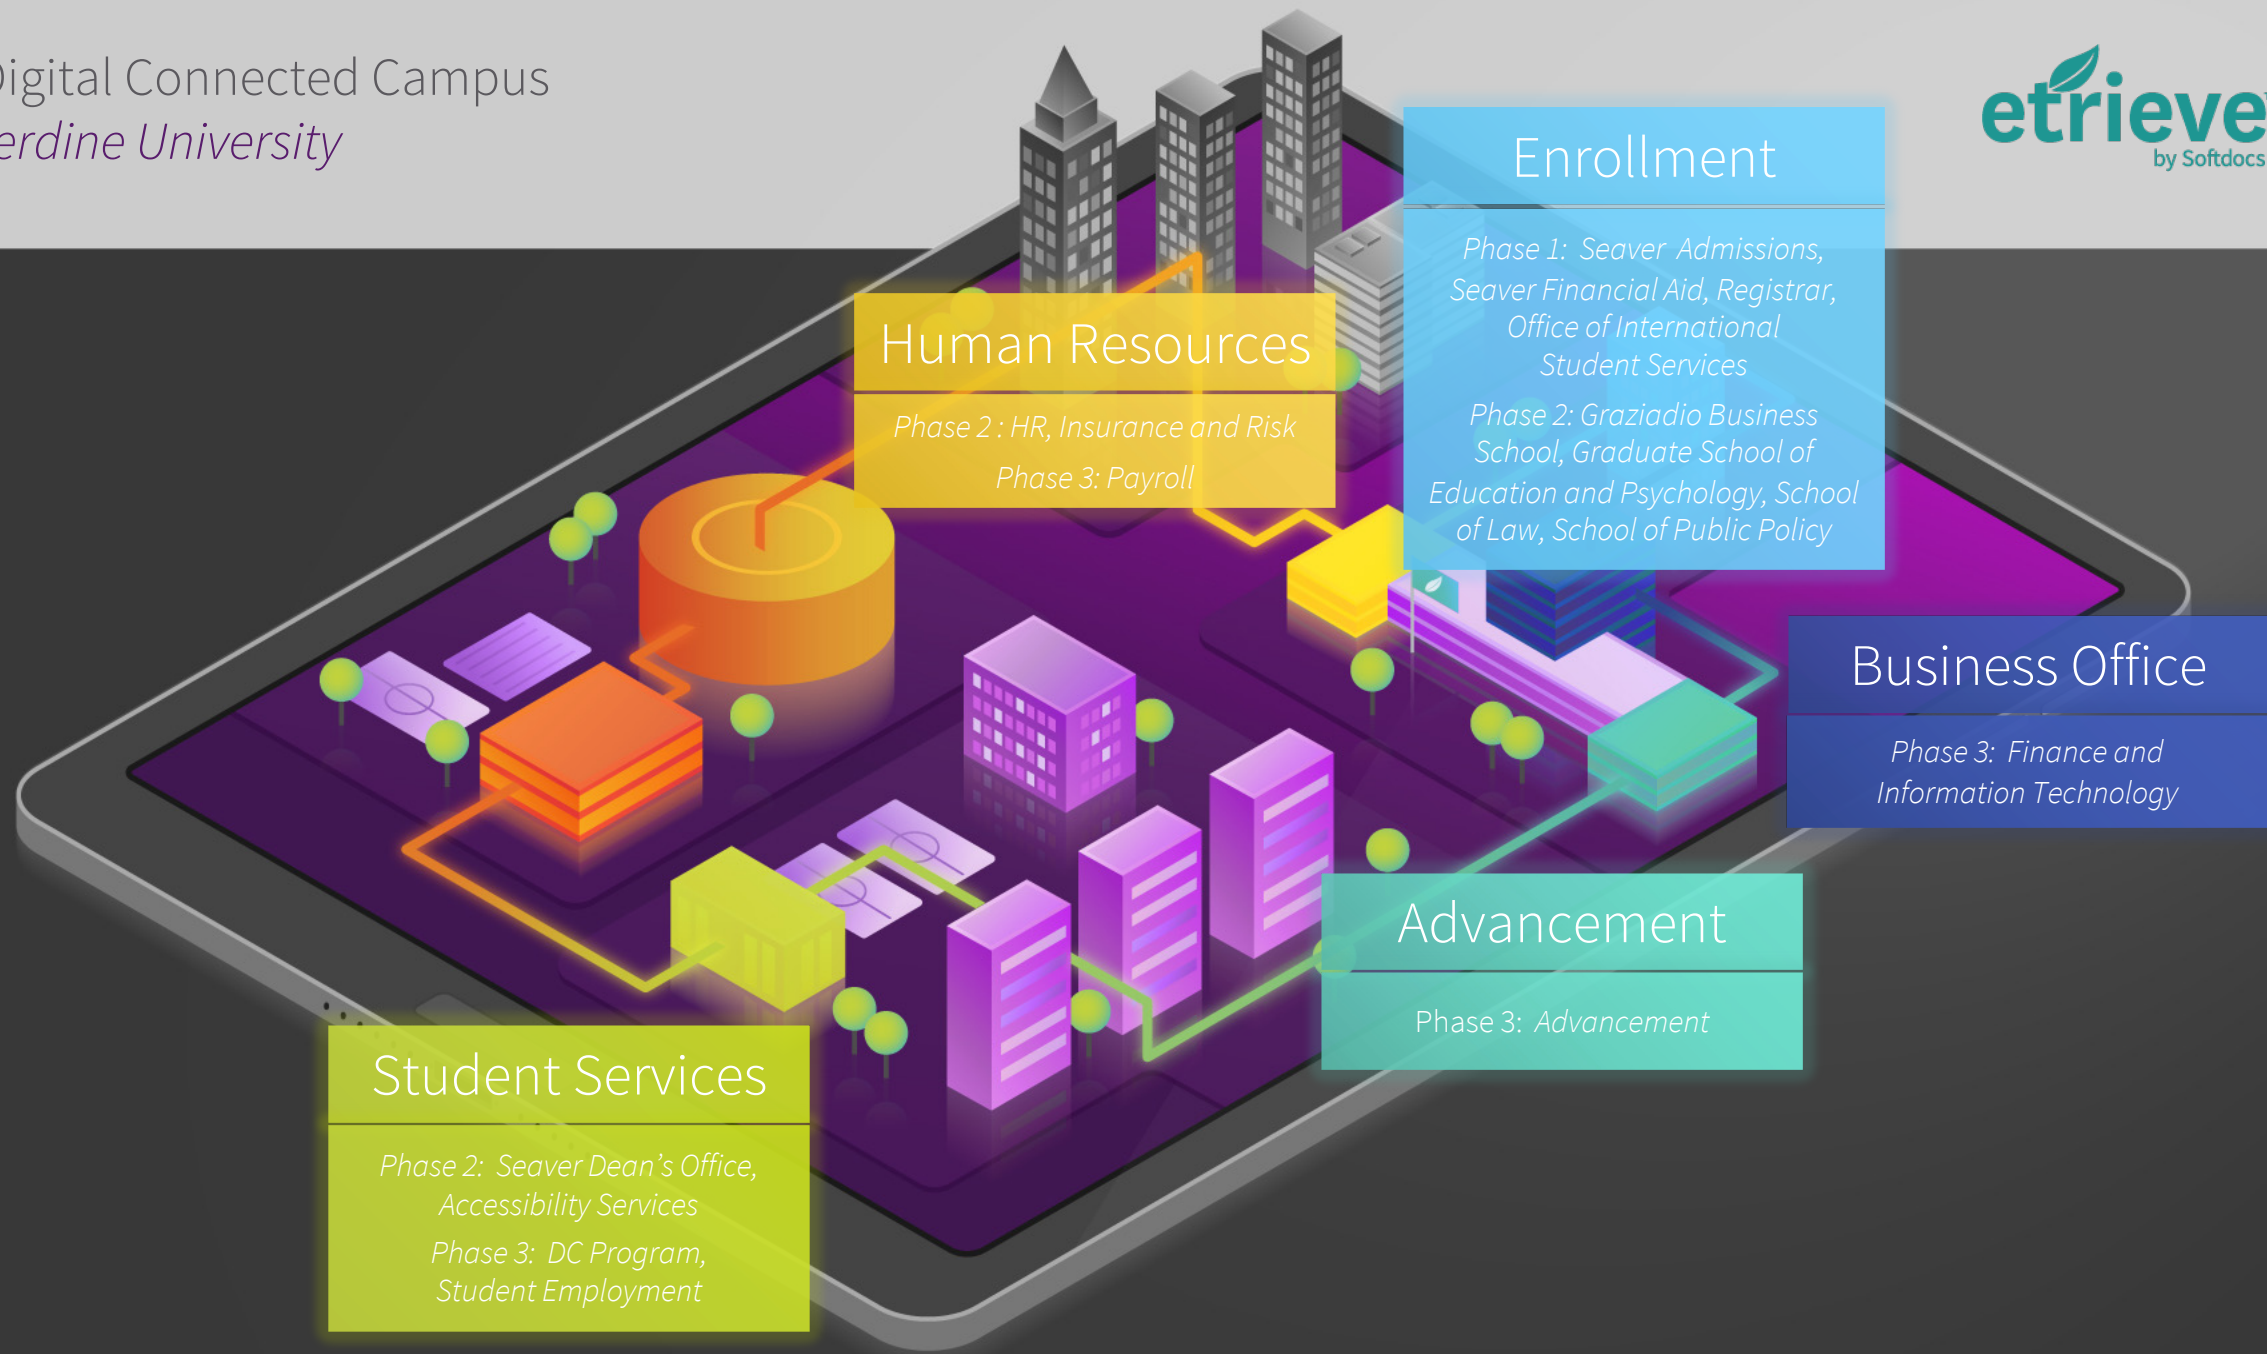 Digital Connected Campus
erdine University
etrieve
by Softdocs
Enrollment
Phase 1: Seaver Admissions,
Seaver Financial Aid, Registrar,
Office of International
Student Services
Phase 2: Graziadio Business
School, Graduate School of
Education and Psychology, School
of Law, School of Public Policy
Human Resources
Phase 2 : HR, Insurance and Risk
Phase 3: Payroll
Business Office
Phase 3: Finance and
Information Technology
Advancement
Phase 3: Advancement
Student Services
Phase 2: Seaver Dean’s Office,
Accessibility Services
Phase 3: DC Program,
Student Employment